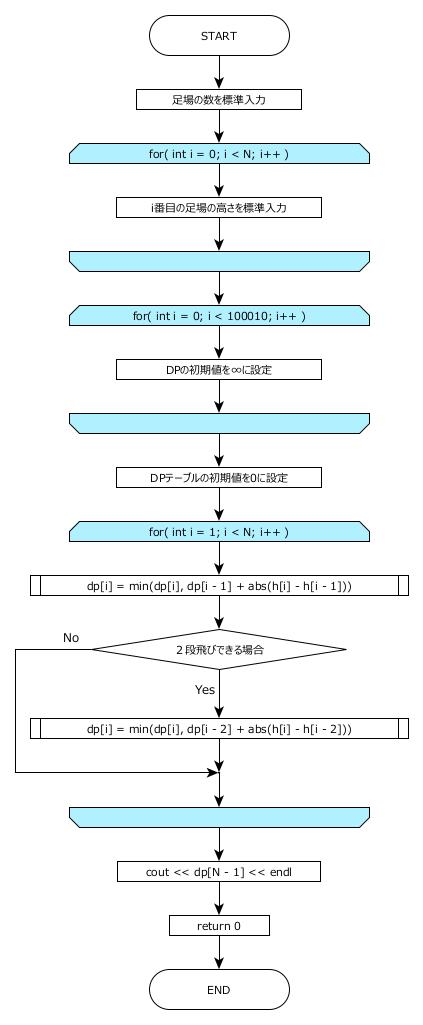 START
足場の数を標準入力
for( int i = 0; i < N; i++ )
i番目の足場の高さを標準入力
for( int i = 0; i < 100010; i++ )
DPの初期値を∞に設定
DPテーブルの初期値を0に設定
for( int i = 1; i < N; i++ )
dp[i] = min(dp[i], dp[i - 1] + abs(h[i] - h[i - 1]))
No
２段飛びできる場合
Yes
dp[i] = min(dp[i], dp[i - 2] + abs(h[i] - h[i - 2]))
cout << dp[N - 1] << endl
return 0
END